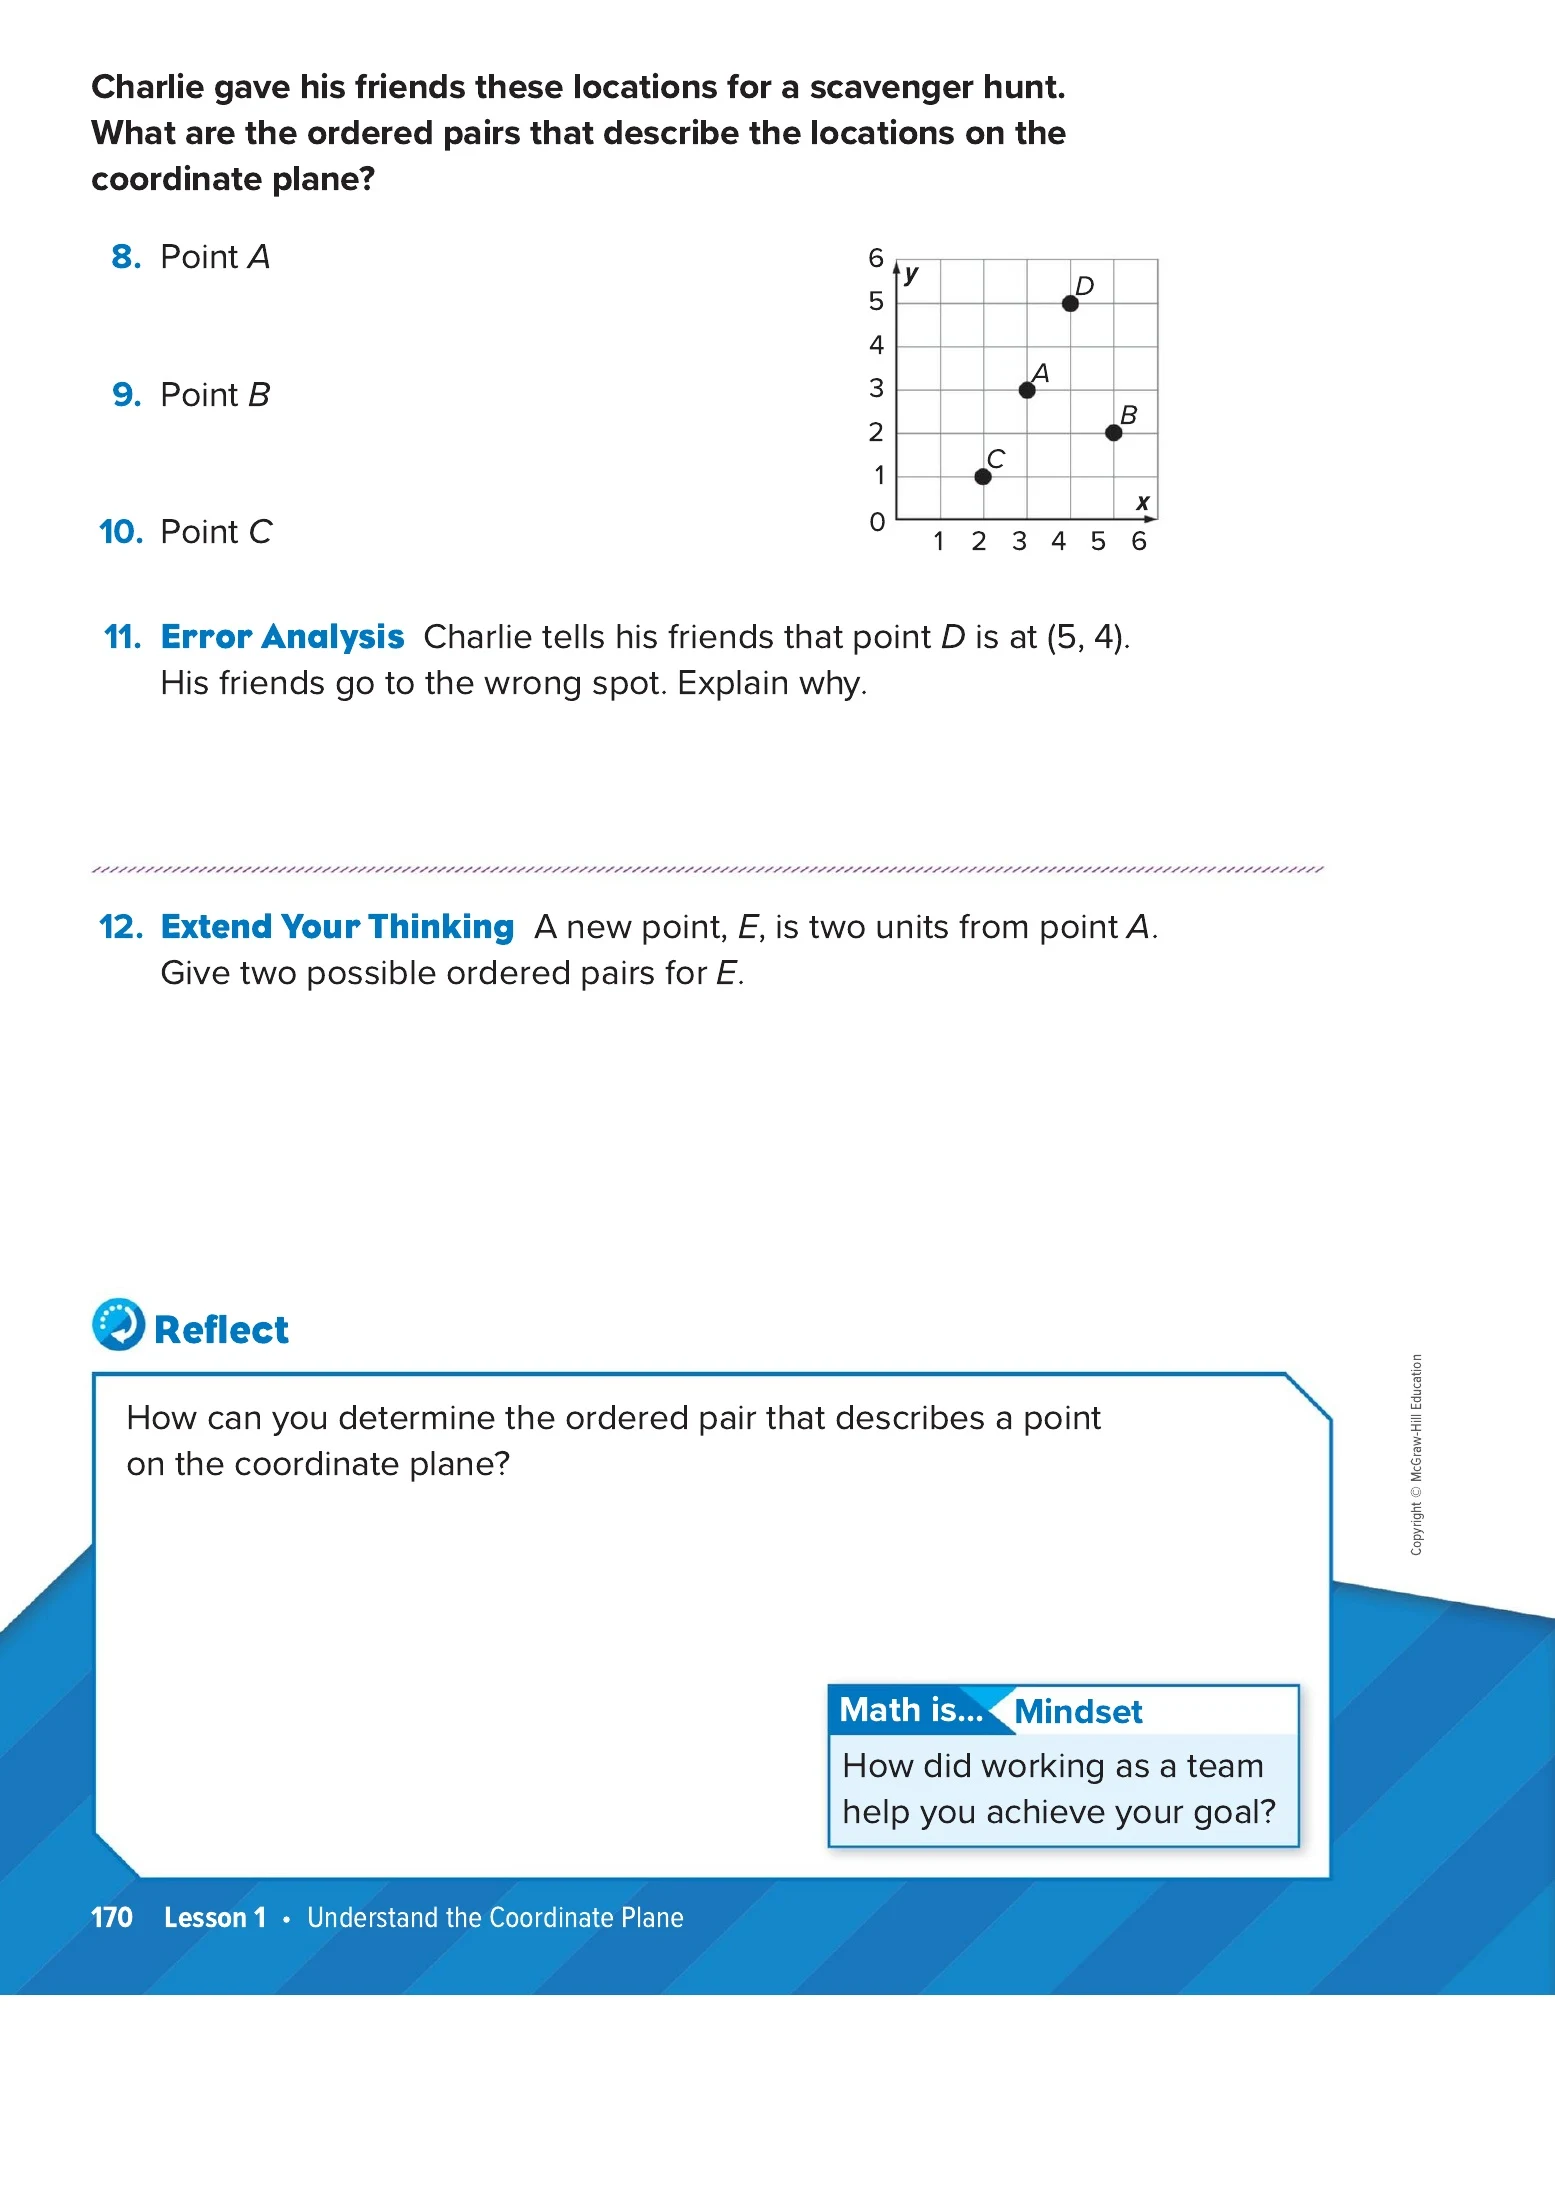 Charlie gave his friends these locations for a scavenger hunt.
What are the ordered pairs that describe the locations on the
coordinate plane?
8. Point A
9. Point B
10. Point C
6
5
4
3
2
1
0
y
D
A
B
C
x
1 2 3 4 5 6
11. Error Analysis Charlie tells his friends that point D is at (5, 4).
His friends go to the wrong spot. Explain why.
12. Extend Your Thinking A new point, E, is two units from point A.
Give two possible ordered pairs for E.
Reflect
How can you determine the ordered pair that describes a point
on the coordinate plane?
Math is... Mindset
How did working as a team
help you achieve your goal?
Copyright © McGraw-Hill Education
170 Lesson 1 • Understand the Coordinate Plane